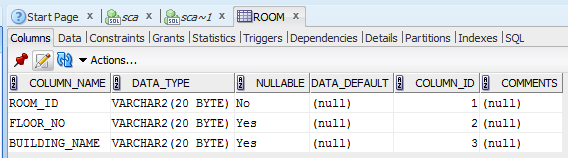 Start Page sca sca~1 ROOM
Columns Data Constraints Grants Statistics Triggers Dependencies Details Partitions Indexes SQL
Actions...
COLUMN_NAME DATA_TYPE NULLABLE DATA_DEFAULT COLUMN_ID COMMENTS
ROOM_ID VARCHAR2(20 BYTE) No (null) 1 (null)
FLOOR_NO VARCHAR2(20 BYTE) Yes (null) 2 (null)
BUILDING_NAME VARCHAR2(20 BYTE) Yes (null) 3 (null)